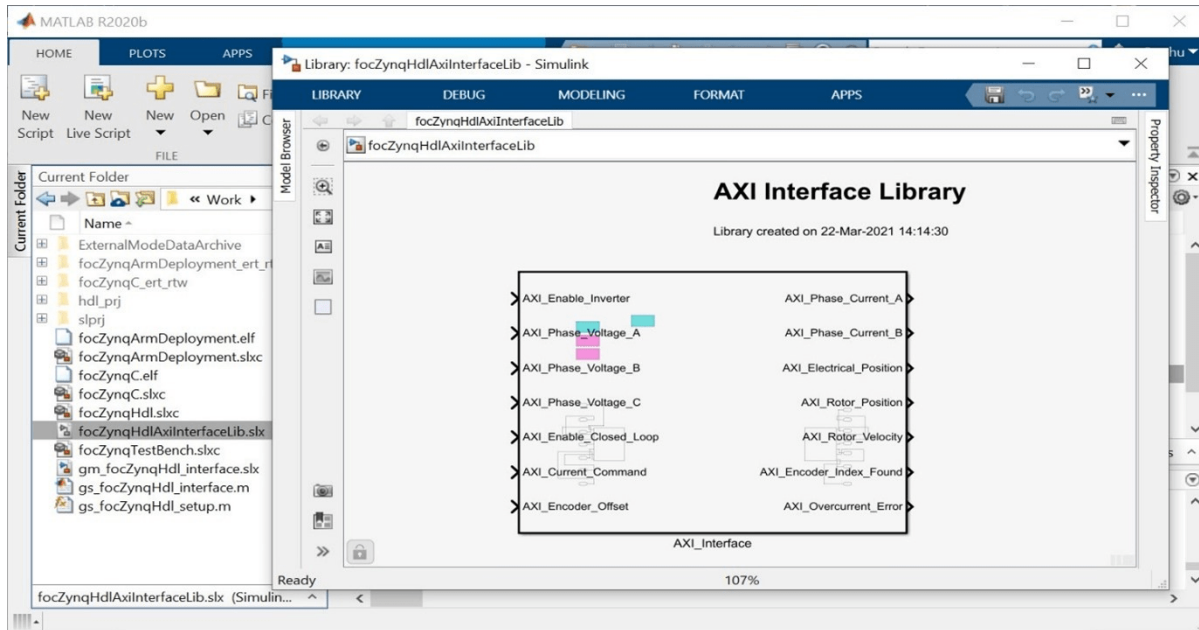 MATLAB R2020b
HOME PLOTS APPS
New Script
New Live Script
New
Open
FILE
Current Folder
Current Folder
« Work
Name
ExternalModeDataArchive
focZynqArmDeployment_ert_rt
focZynqC_ert_rtw
hdl_prj
slprj
focZynqArmDeployment.elf
focZynqArmDeployment.slxc
focZynqC.elf
focZynqC.slxc
focZynqHdl.slxc
focZynqHdlAxiInterfaceLib.slx
focZynqTestBench.slxc
gm_focZynqHdl_interface.slx
gs_focZynqHdl_interface.m
gs_focZynqHdl_setup.m
focZynqHdlAxiInterfaceLib.slx (Simulin...
Library: focZynqHdlAxiInterfaceLib - Simulink
LIBRARY DEBUG MODELING FORMAT APPS
Model Browser
focZynqHdlAxiInterfaceLib
focZynqHdlAxiInterfaceLib
Property Inspector
AXI Interface Library
Library created on 22-Mar-2021 14:14:30
AXI_Enable_Inverter AXI_Phase_Current_A
AXI_Phase_Voltage_A AXI_Phase_Current_B
AXI_Phase_Voltage_B AXI_Electrical_Position
AXI_Phase_Voltage_C AXI_Rotor_Position
AXI_Enable_Closed_Loop AXI_Rotor_Velocity
AXI_Current_Command AXI_Encoder_Index_Found
AXI_Encoder_Offset AXI_Overcurrent_Error
AXI_Interface
Ready 107%